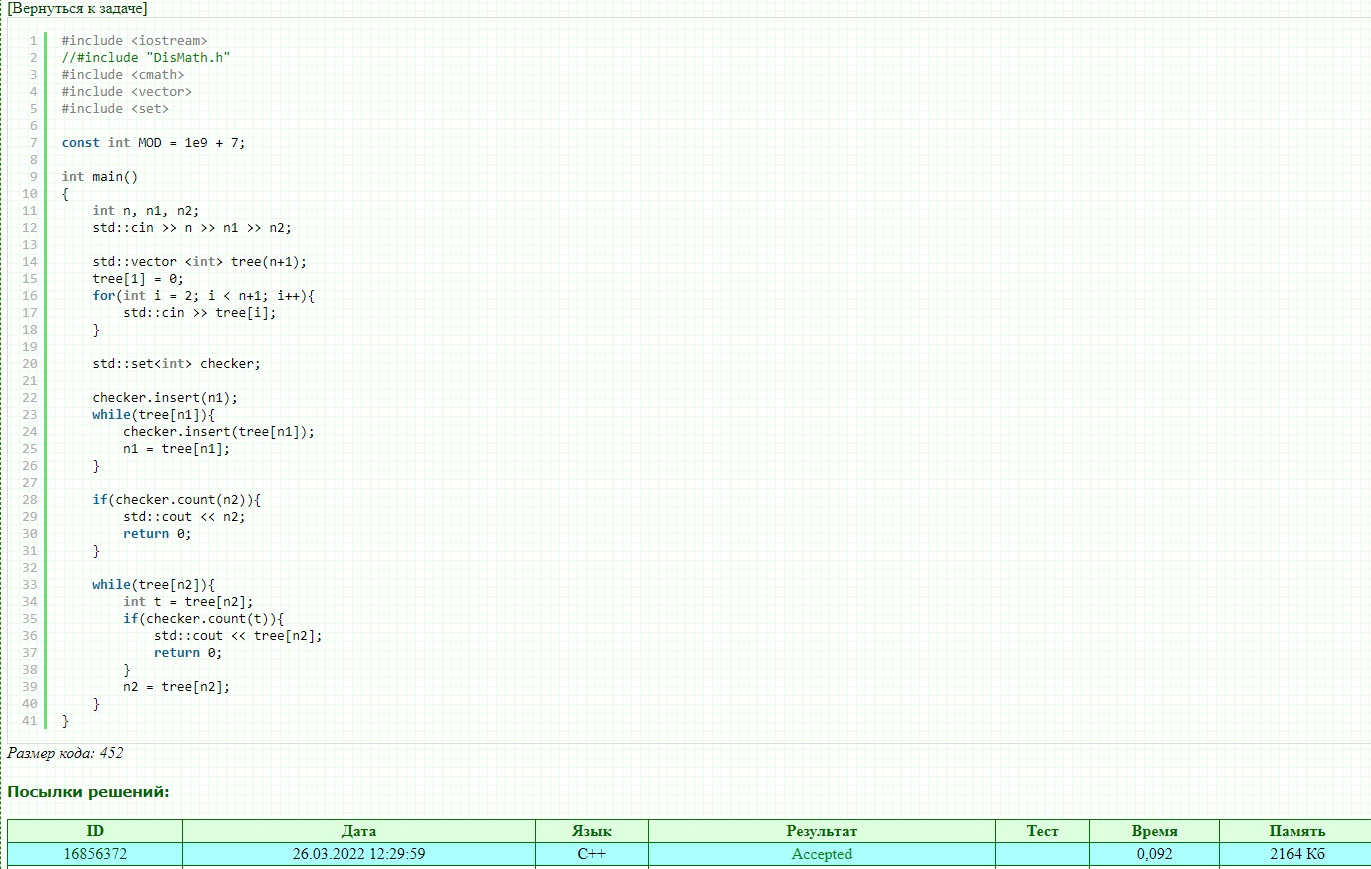 [Вернуться к задаче]
1 #include <iostream>
2 //#include "DisMath.h"
3 #include <cmath>
4 #include <vector>
5 #include <set>
6
7 const int MOD = 1e9 + 7;
8
9 int main()
10 {
11     int n, n1, n2;
12     std::cin >> n >> n1 >> n2;
13
14     std::vector <int> tree(n+1);
15     tree[1] = 0;
16     for(int i = 2; i < n+1; i++){
17         std::cin >> tree[i];
18     }
19
20     std::set<int> checker;
21
22     checker.insert(n1);
23     while(tree[n1]){
24         checker.insert(tree[n1]);
25         n1 = tree[n1];
26     }
27
28     if(checker.count(n2)){
29         std::cout << n2;
30         return 0;
31     }
32
33     while(tree[n2]){
34         int t = tree[n2];
35         if(checker.count(t)){
36             std::cout << tree[n2];
37             return 0;
38         }
39         n2 = tree[n2];
40     }
41 }
Размер кода: 452
Посылки решений:
ID Дата Язык Результат Тест Время Память
16856372 26.03.2022 12:29:59 C++ Accepted 0,092 2164 Кб